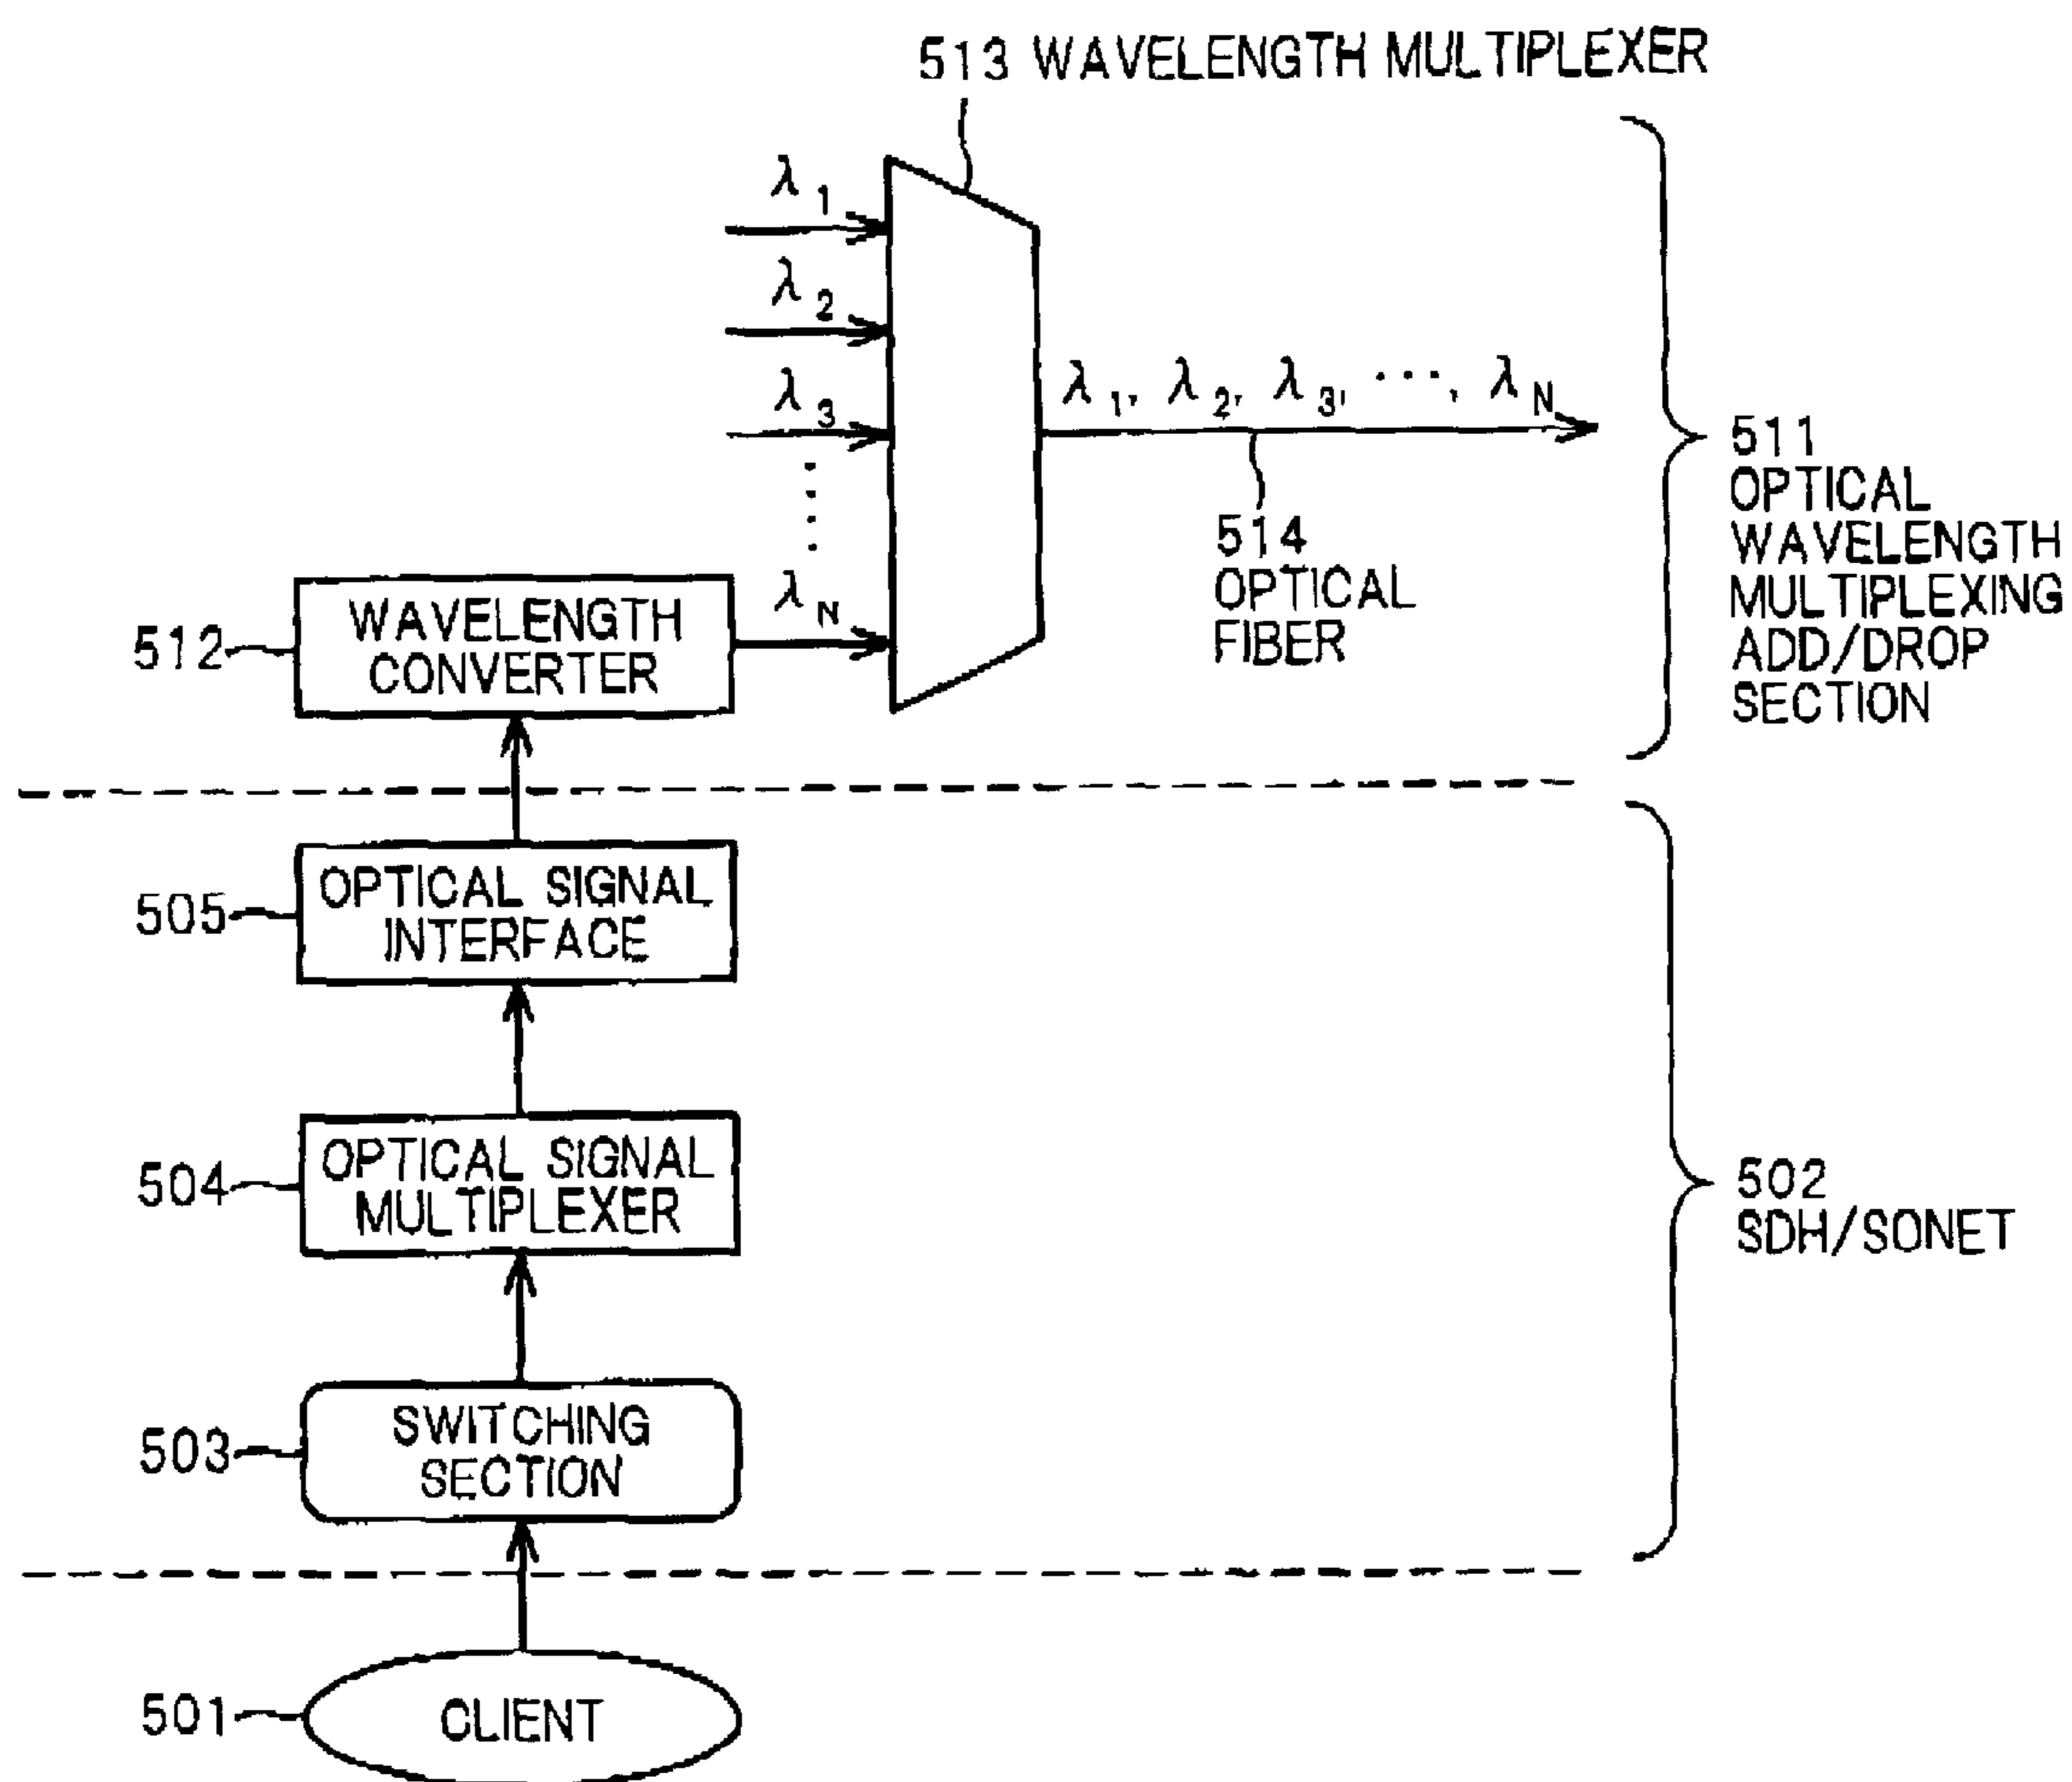 513 WAVELENGTH MULTIPLEXER
λ1
λ2
λ3
λN
λ1, λ2, λ3, ···, λN
514
OPTICAL
FIBER
511
OPTICAL
WAVELENGTH
MULTIPLEXING
ADD/DROP
SECTION
512
WAVELENGTH
CONVERTER
505
OPTICAL SIGNAL
INTERFACE
504
OPTICAL SIGNAL
MULTIPLEXER
502
SDH/SONET
503
SWITCHING
SECTION
501
CLIENT